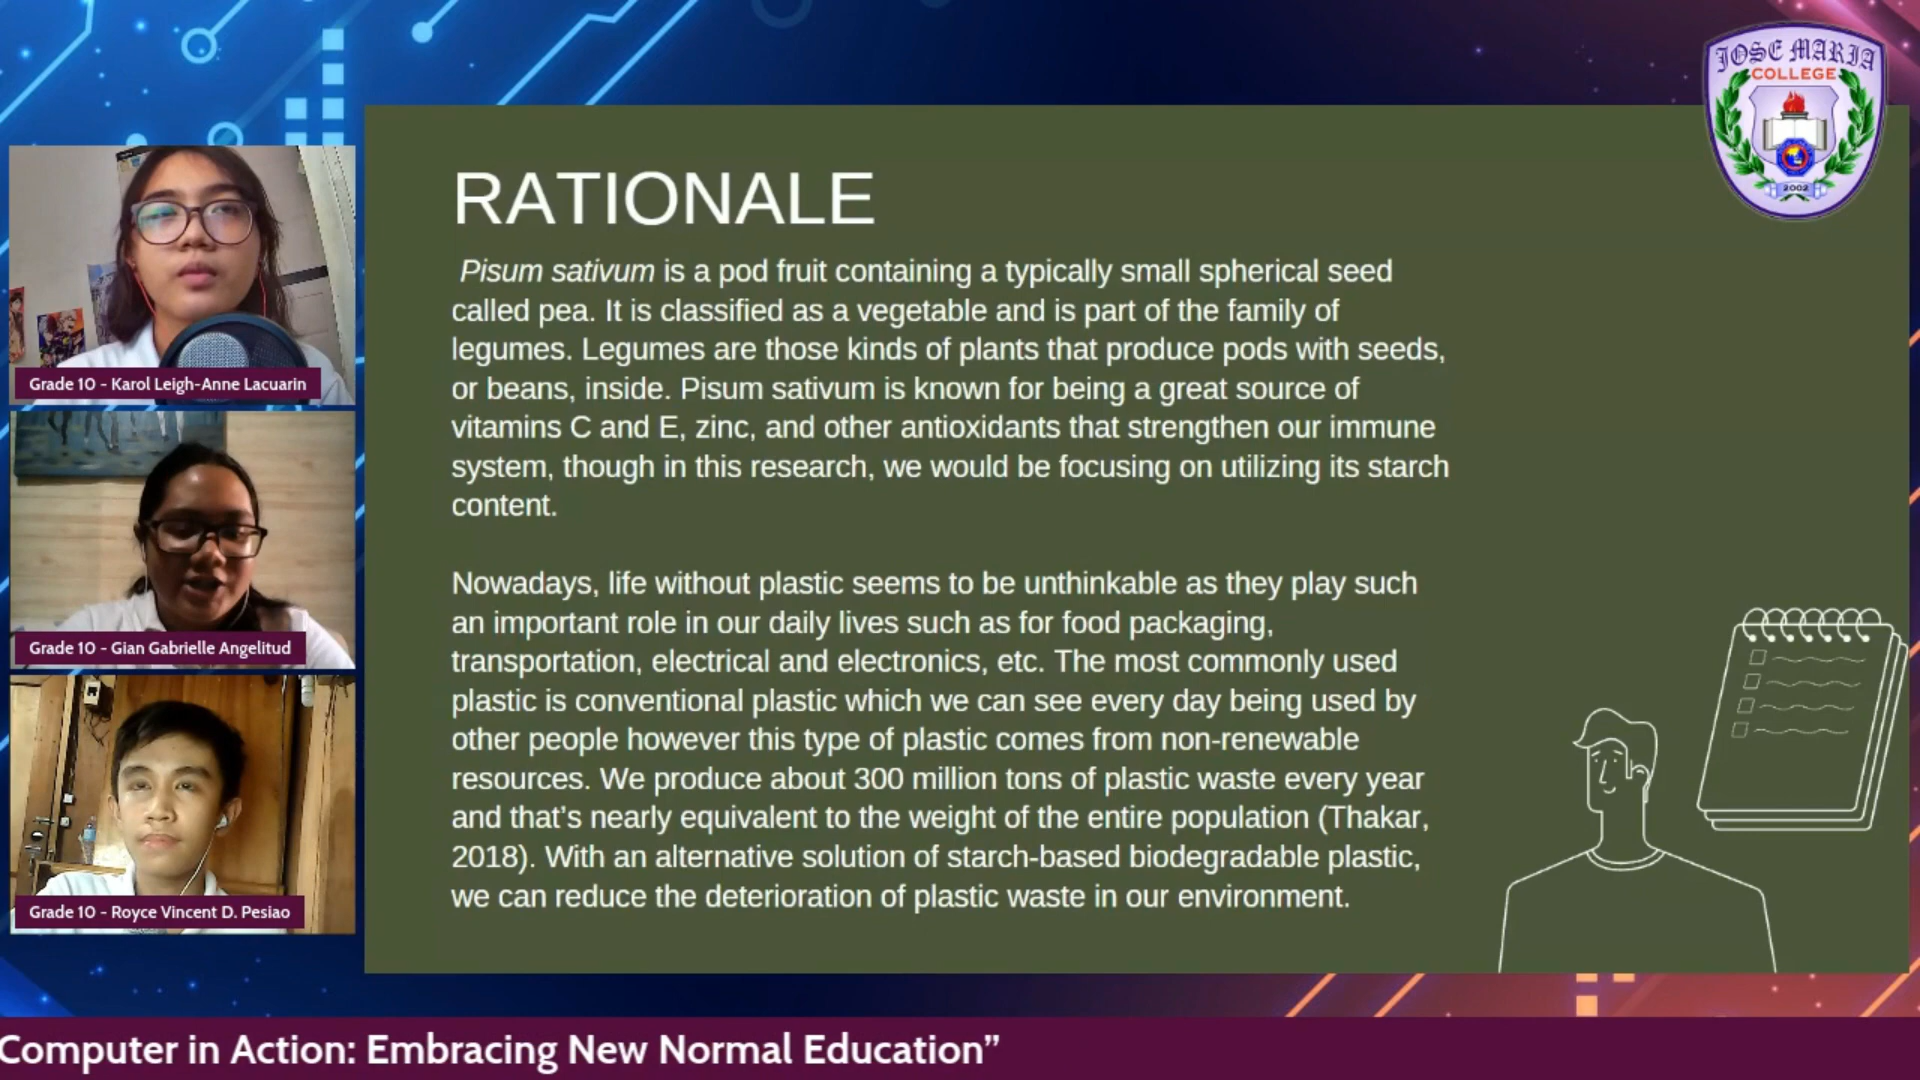 JOSE MARIA
COLLEGE
2002
RATIONALE
Pisum sativum is a pod fruit containing a typically small spherical seed
called pea. It is classified as a vegetable and is part of the family of
legumes. Legumes are those kinds of plants that produce pods with seeds,
or beans, inside. Pisum sativum is known for being a great source of
vitamins C and E, zinc, and other antioxidants that strengthen our immune
system, though in this research, we would be focusing on utilizing its starch
content.
Nowadays, life without plastic seems to be unthinkable as they play such
an important role in our daily lives such as for food packaging,
transportation, electrical and electronics, etc. The most commonly used
plastic is conventional plastic which we can see every day being used by
other people however this type of plastic comes from non-renewable
resources. We produce about 300 million tons of plastic waste every year
and that’s nearly equivalent to the weight of the entire population (Thakar,
2018). With an alternative solution of starch-based biodegradable plastic,
we can reduce the deterioration of plastic waste in our environment.
Grade 10 - Karol Leigh-Anne Lacuarin
Grade 10 - Gian Gabrielle Angelitud
Grade 10 - Royce Vincent D. Pesiao
Computer in Action: Embracing New Normal Education”